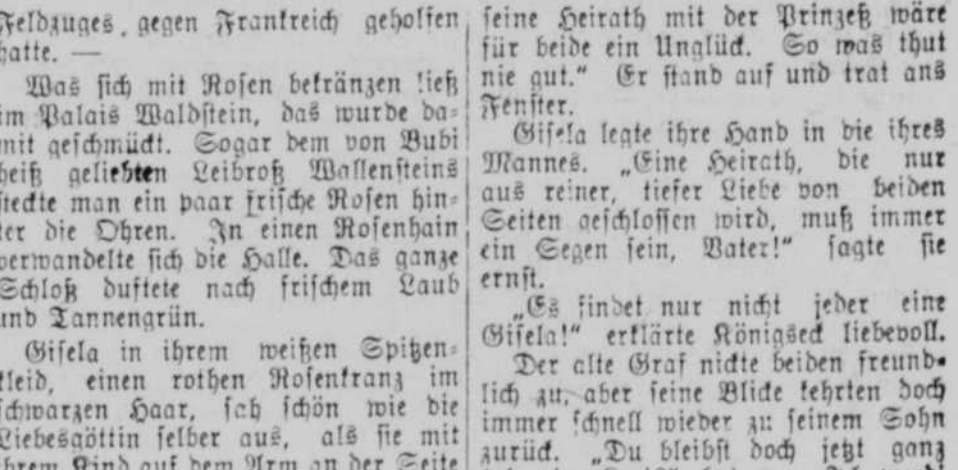 Feldzuges gegen Frankreich geholfen
hatte. —
Was sich mit Rosen bekränzen ließ
im Palais Waldstein, das wurde da-
mit geschmückt. Sogar dem von Bubi
heiß geliebten Leibroß Wallensteins
steckte man ein paar frische Rosen hin-
ter die Ohren. In einen Rosenhain
verwandelte sich die Halle. Das ganze
Schloß duftete nach frischem Laub
und Tannengrün.
Gisela in ihrem weißen Spitzen-
kleid, einen rothen Rosenkranz im
schwarzen Haar, sah schön wie die
Liebesgöttin selber aus, als sie mit
ihrem Kind auf dem Arm an der Seite
seine Heirath mit der Prinzeß wäre
für beide ein Unglück. So was thut
nie gut.“ Er stand auf und trat ans
Fenster.
Gisela legte ihre Hand in die ihres
Mannes. „Eine Heirath, die nur
aus reiner, tiefer Liebe von beiden
Seiten geschlossen wird, muß immer
ein Segen sein, Vater!“ sagte sie
ernst.
„Es findet nur nicht jeder eine
Gisela!“ erklärte Königseck liebevoll.
Der alte Graf nickte beiden freund-
lich zu, aber seine Blicke kehrten doch
immer schnell wieder zu seinem Sohn
zurück. „Du bleibst doch jetzt ganz